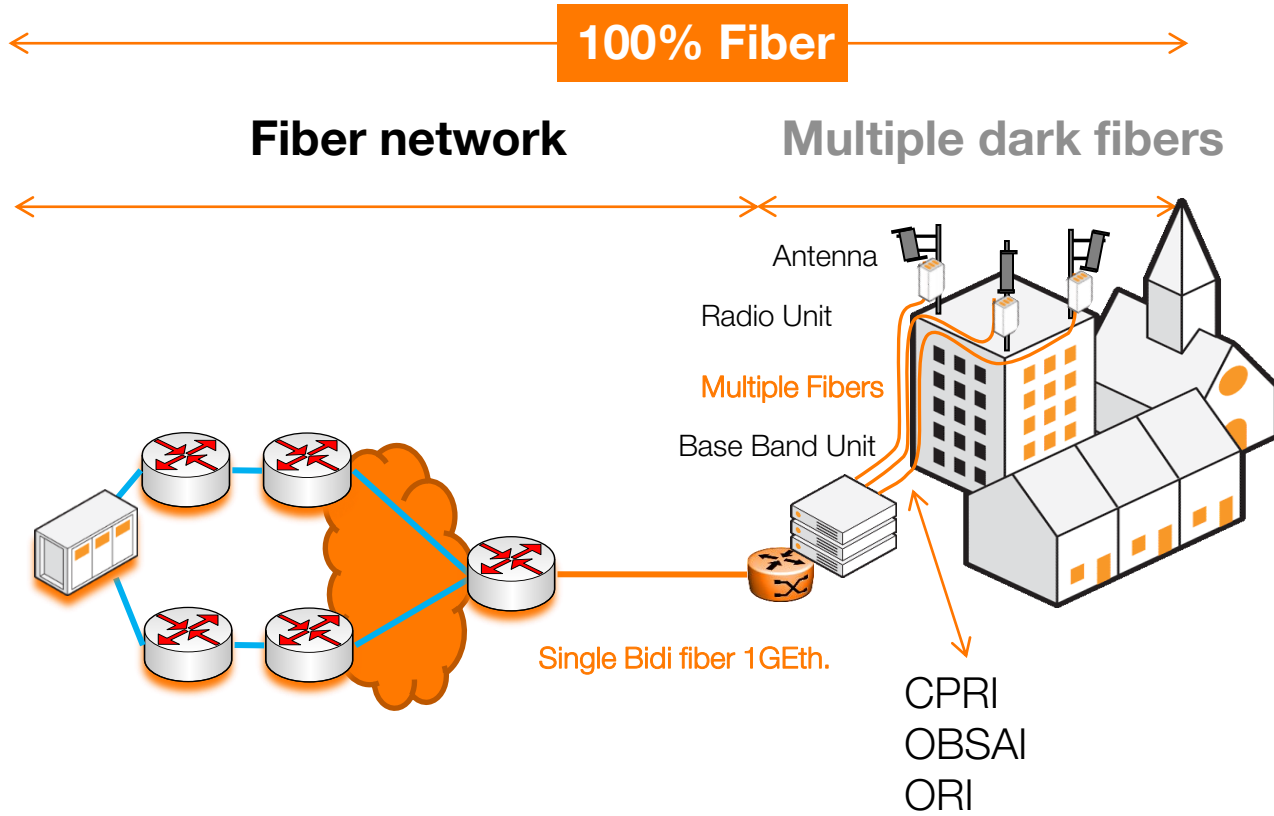 100% Fiber
Fiber network
Multiple dark fibers
Antenna
Radio Unit
Multiple Fibers
Base Band Unit
Single Bidi fiber 1GEth.
CPRI
OBSAI
ORI